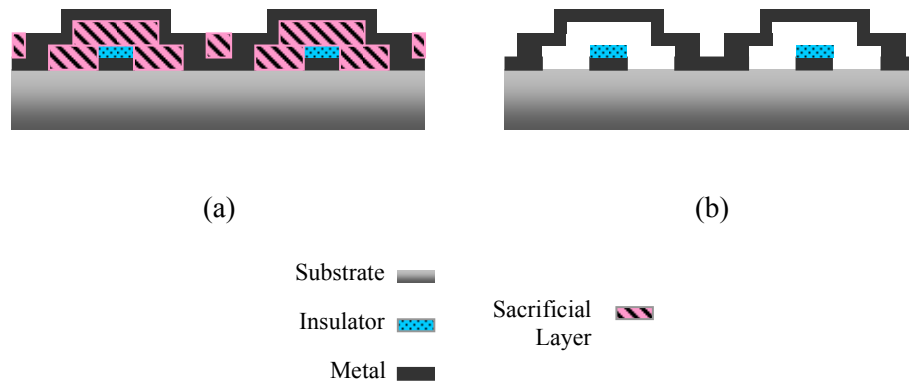 (a)
(b)
Substrate
Insulator
Metal
Sacrificial
Layer